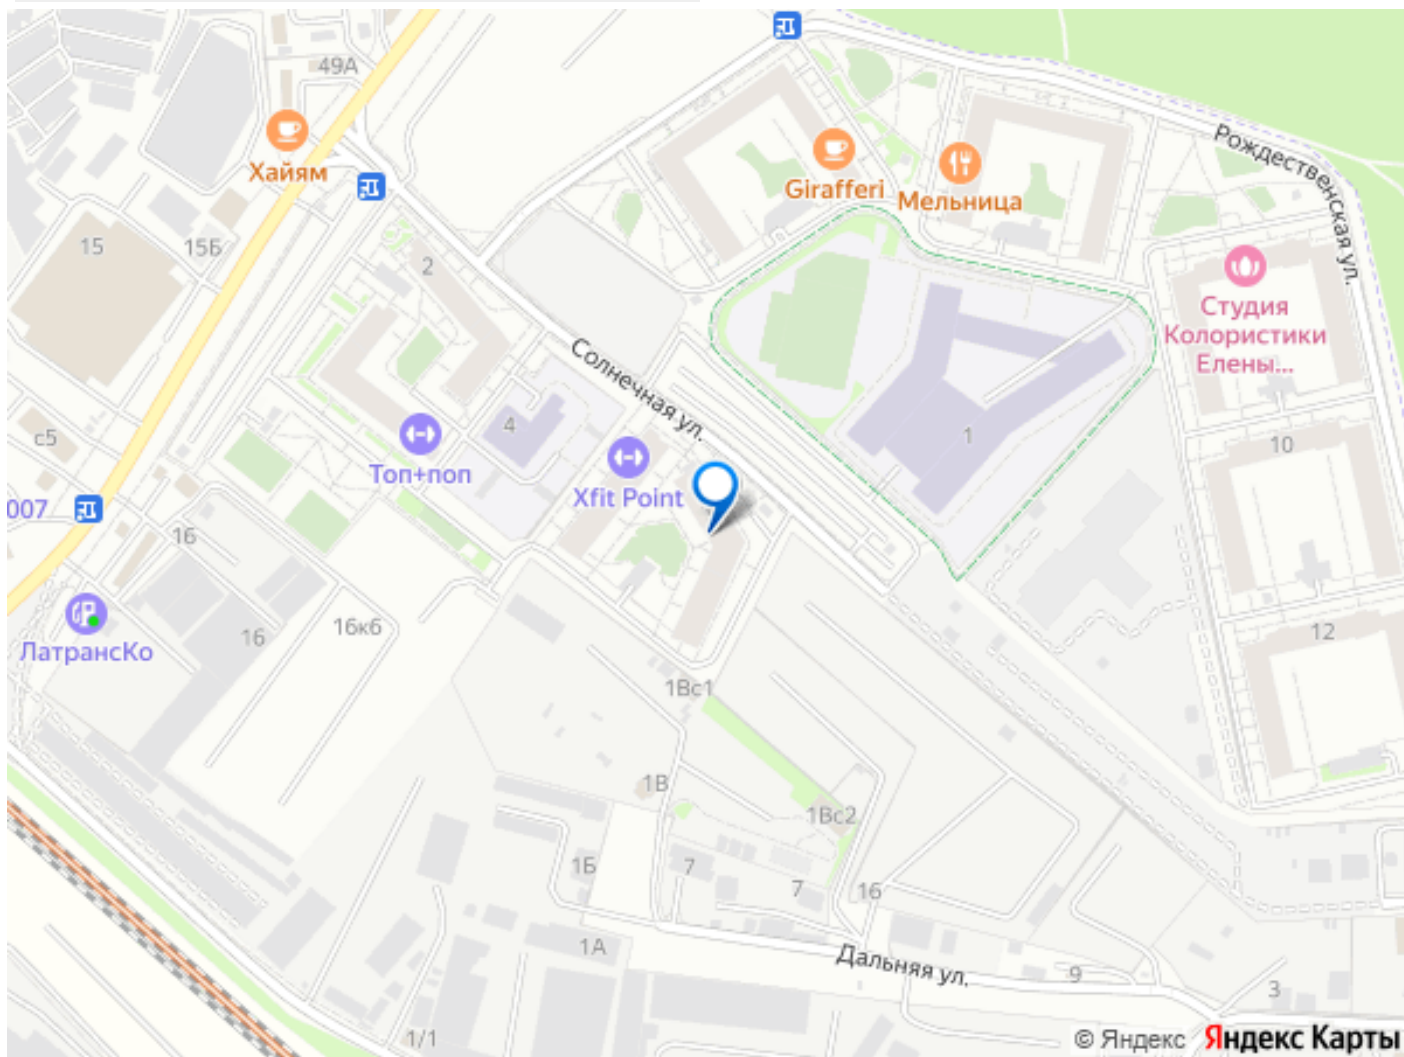 49А
Хайям
Girafferi
Мельница
Рождественская ул.
15
15Б
2
Студия
Колористики
Елены...
Солнечная ул.
с5
Топ+поп
4
Xfit Point
1
10
007
16
ЛатрансКо
16
16к6
12
1Вс1
1В
1Вс2
1Б
7
7
16
1А
Дальняя ул.
9
3
1/1
© Яндекс Яндекс Карты